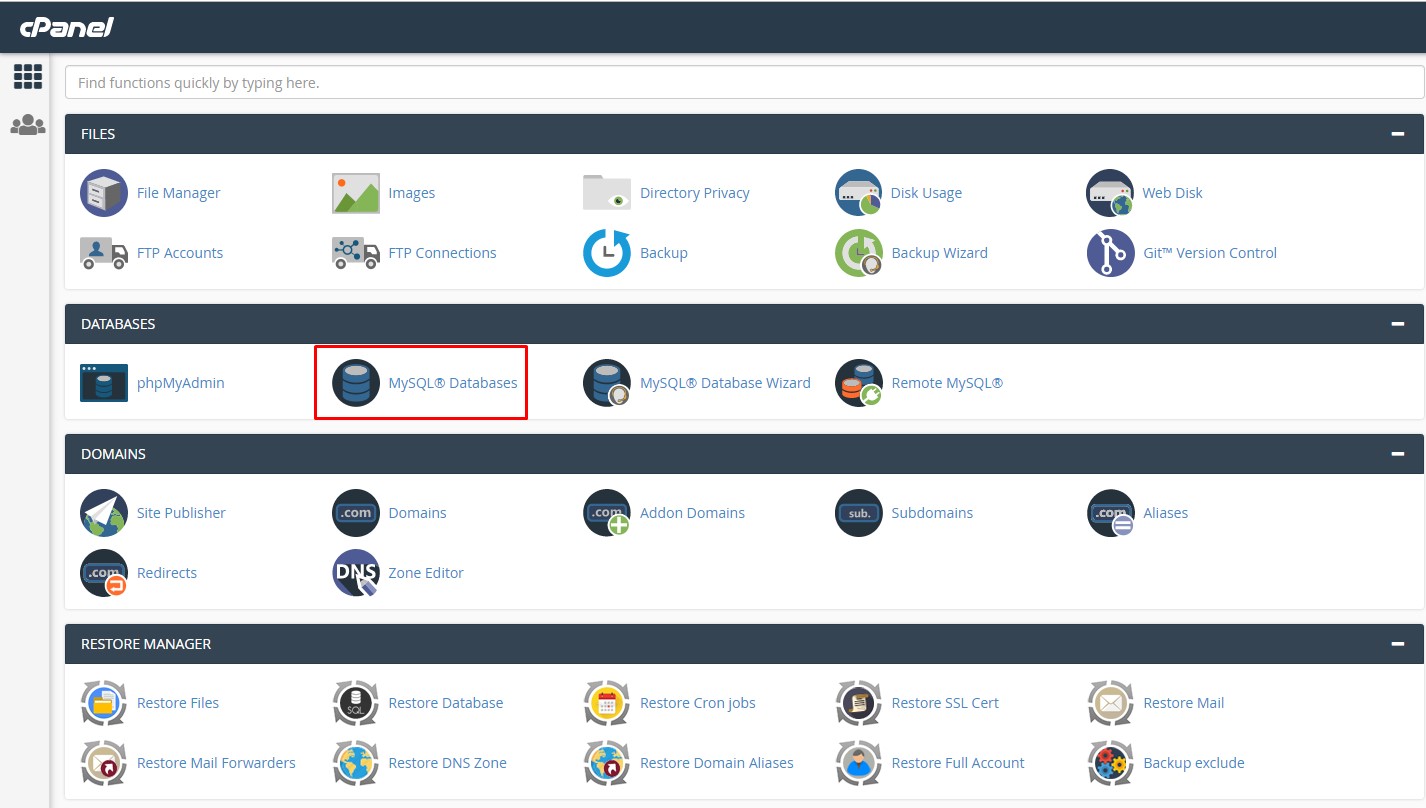 cPanel
Find functions quickly by typing here.
FILES
File Manager
Images
Directory Privacy
Disk Usage
Web Disk
FTP Accounts
FTP Connections
Backup
Backup Wizard
Git™ Version Control
DATABASES
phpMyAdmin
MySQL® Databases
MySQL® Database Wizard
Remote MySQL®
DOMAINS
Site Publisher
.com
Domains
.com
Addon Domains
sub.
Subdomains
.com
Aliases
.com
Redirects
DNS
Zone Editor
RESTORE MANAGER
Restore Files
SQL
Restore Database
Restore Cron jobs
Restore SSL Cert
Restore Mail
Restore Mail Forwarders
Restore DNS Zone
Restore Domain Aliases
Restore Full Account
Backup exclude